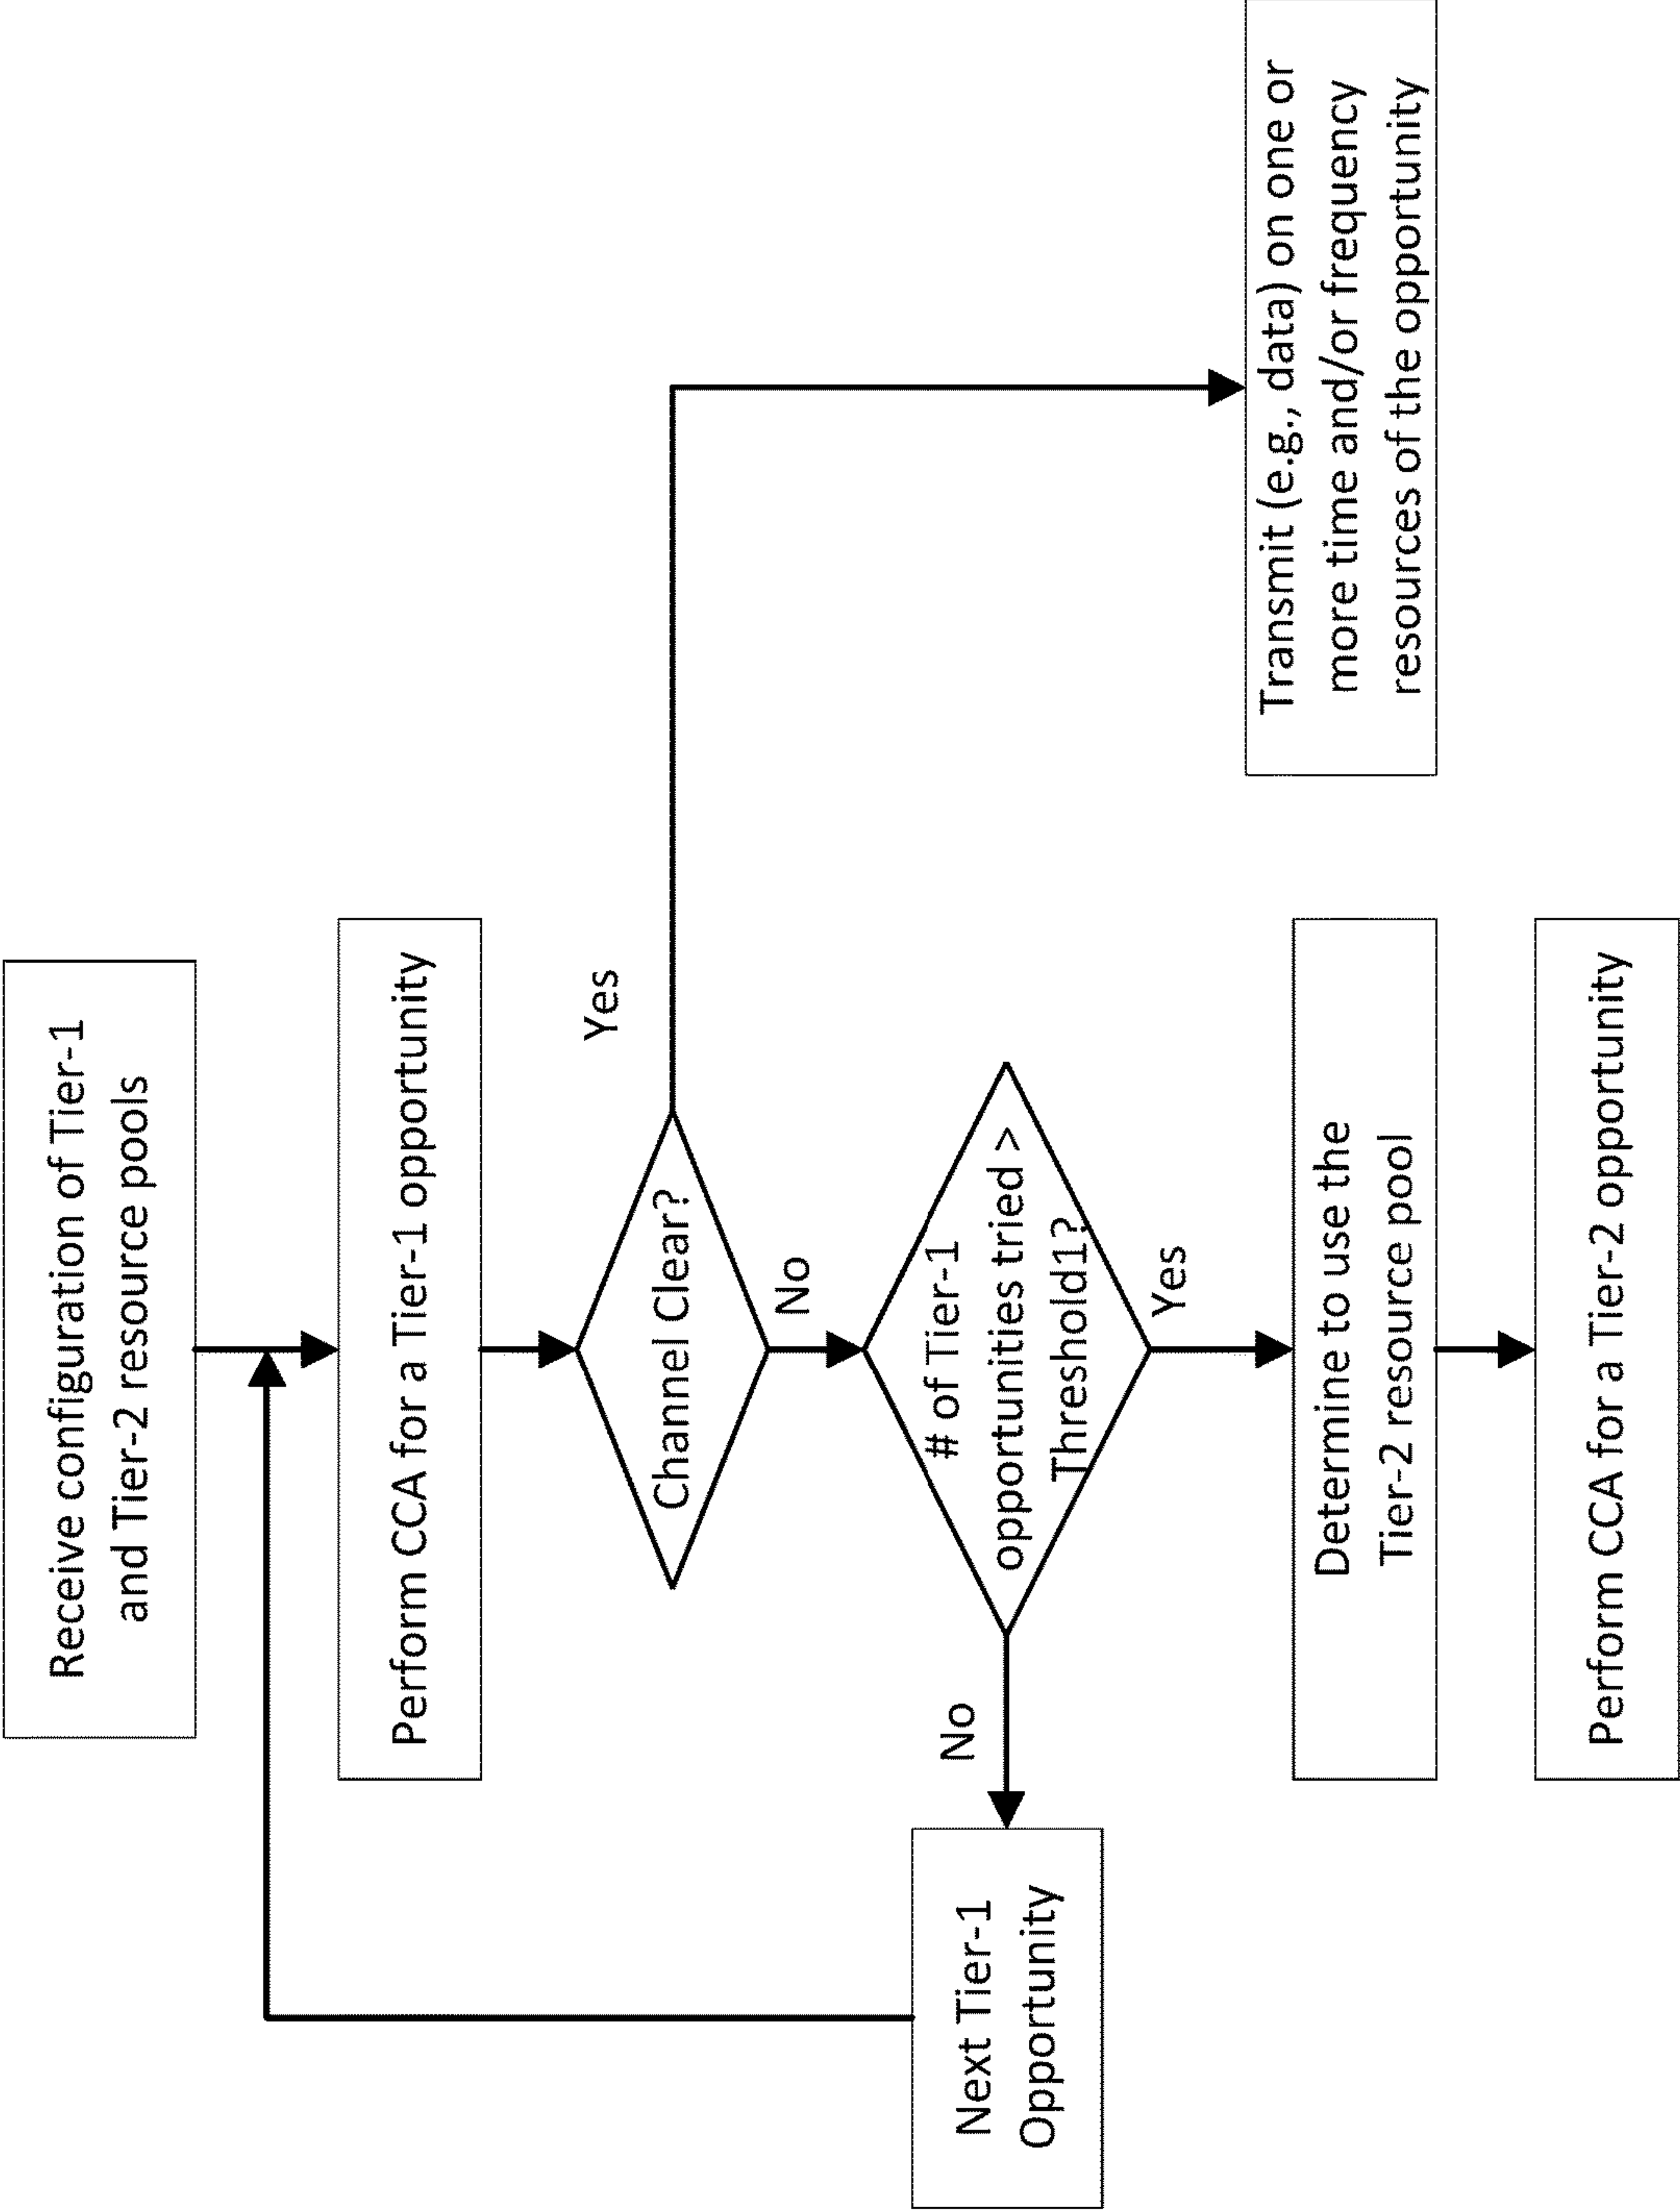 Receive configuration of Tier-1
and Tier-2 resource pools
Perform CCA for a Tier-1 opportunity
Channel Clear?
Yes
No
# of Tier-1
opportunities tried >
Threshold1?
No
Yes
Next Tier-1
Opportunity
Determine to use the
Tier-2 resource pool
Transmit (e.g., data) on one or
more time and/or frequency
resources of the opportunity
Perform CCA for a Tier-2 opportunity